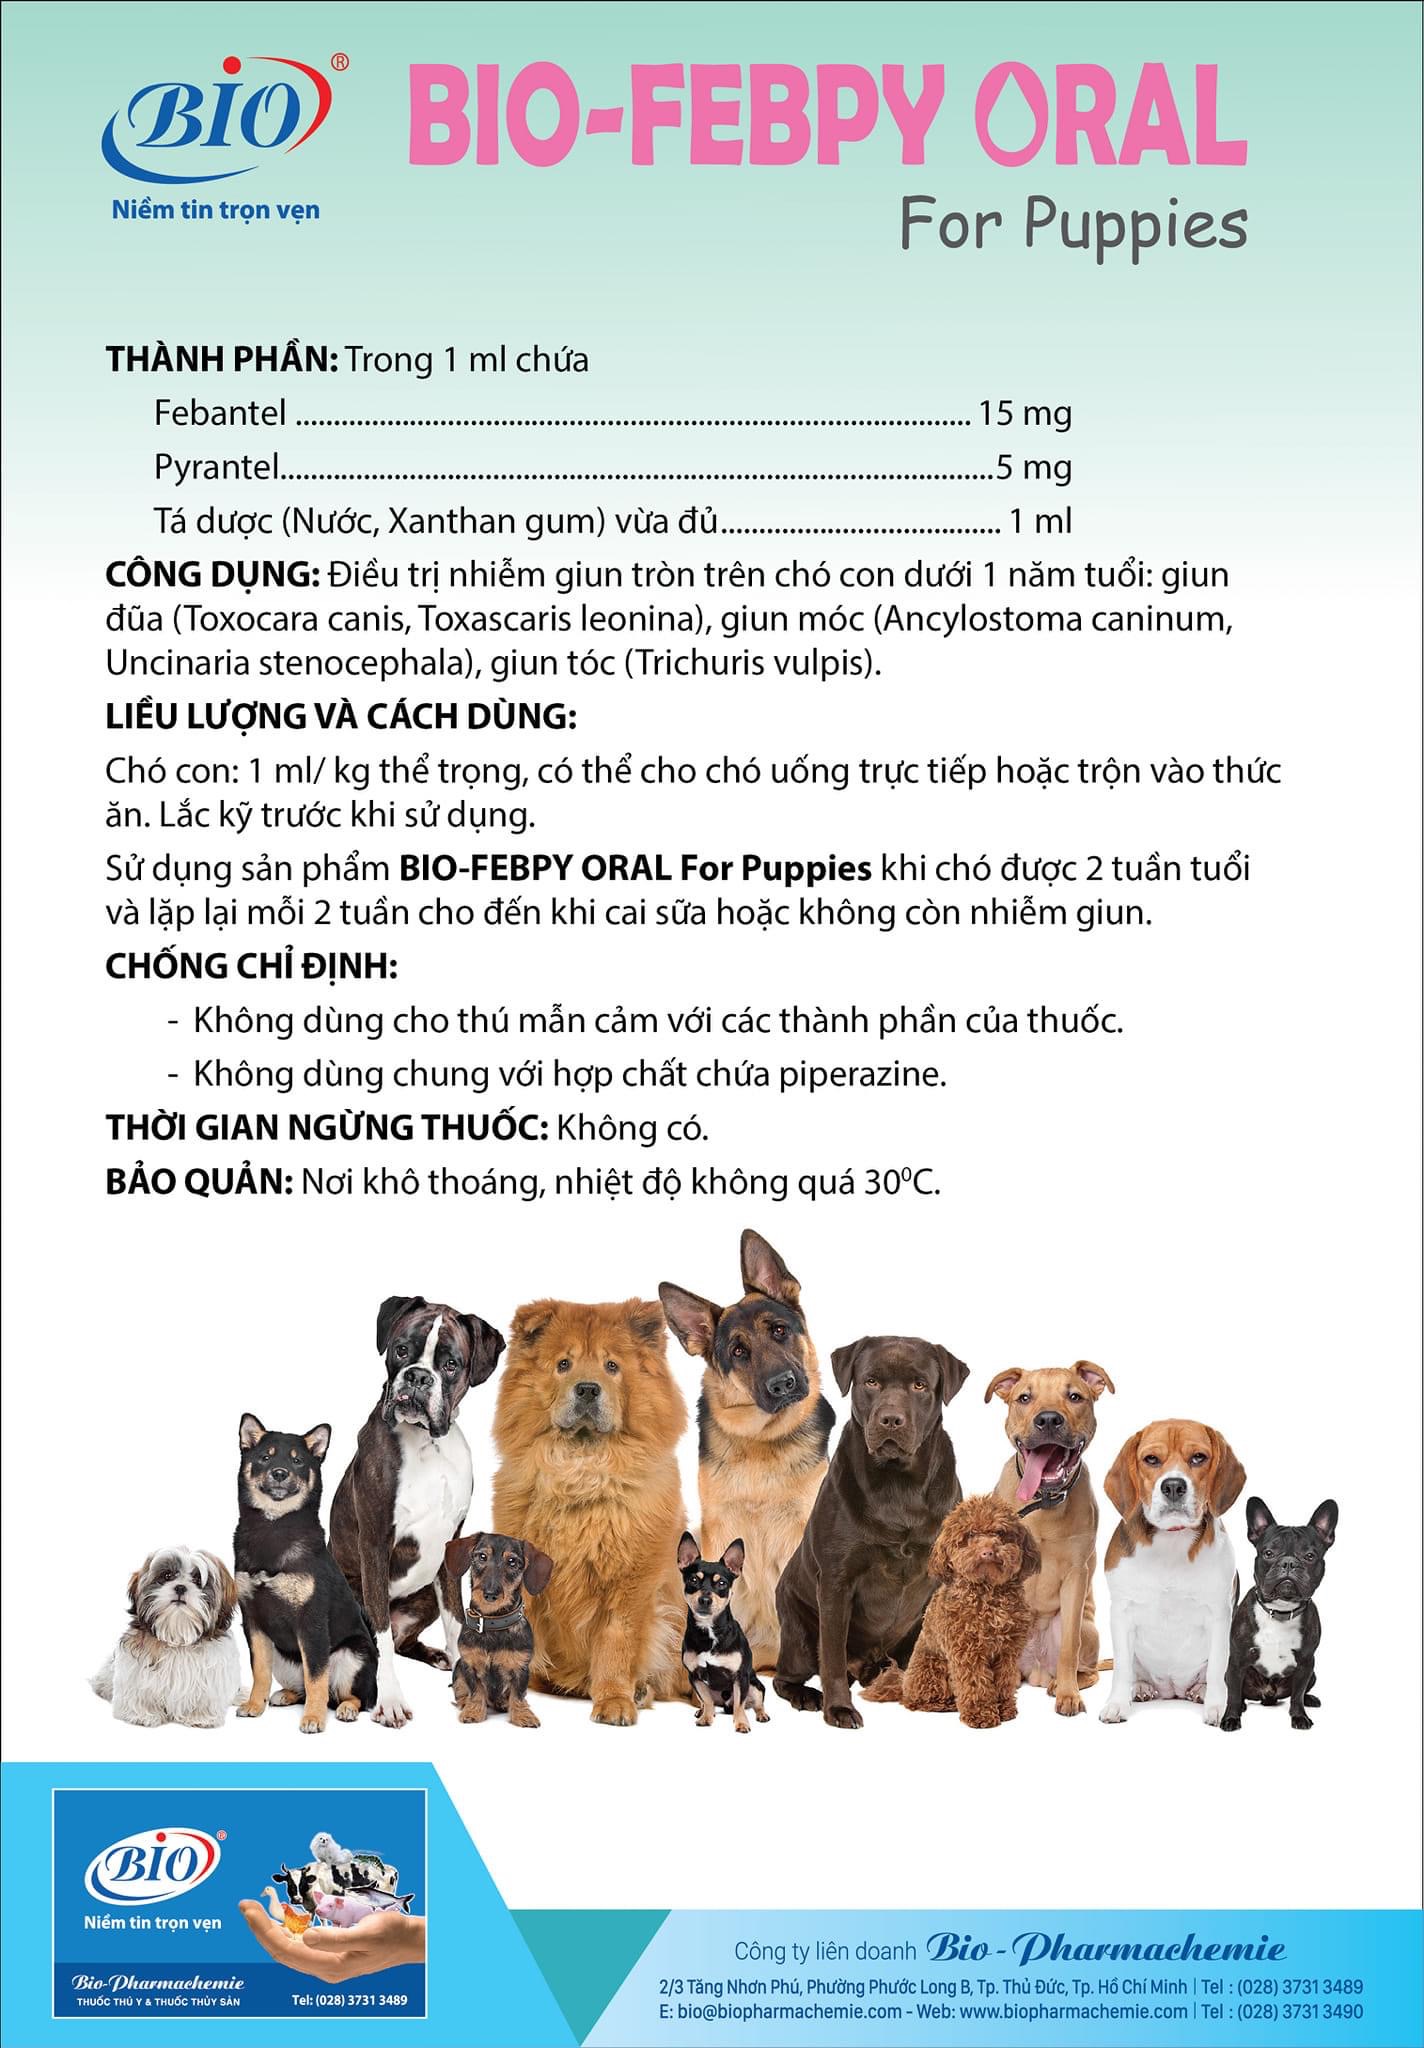 BIO®
Niềm tin trọn vẹn
BIO-FEBPY ORAL
For Puppies
THÀNH PHẦN: Trong 1 ml chứa
Febantel ........................................................................................ 15 mg
Pyrantel.............................................................................................5 mg
Tá dược (Nước, Xanthan gum) vừa đủ..................................... 1 ml
CÔNG DỤNG: Điều trị nhiễm giun tròn trên chó con dưới 1 năm tuổi: giun
đũa (Toxocara canis, Toxascaris leonina), giun móc (Ancylostoma caninum,
Uncinaria stenocephala), giun tóc (Trichuris vulpis).
LIỀU LƯỢNG VÀ CÁCH DÙNG:
Chó con: 1 ml/ kg thể trọng, có thể cho chó uống trực tiếp hoặc trộn vào thức
ăn. Lắc kỹ trước khi sử dụng.
Sử dụng sản phẩm BIO-FEBPY ORAL For Puppies khi chó được 2 tuần tuổi
và lặp lại mỗi 2 tuần cho đến khi cai sữa hoặc không còn nhiễm giun.
CHỐNG CHỈ ĐỊNH:
- Không dùng cho thú mẫn cảm với các thành phần của thuốc.
- Không dùng chung với hợp chất chứa piperazine.
THỜI GIAN NGỪNG THUỐC: Không có.
BẢO QUẢN: Nơi khô thoáng, nhiệt độ không quá 30⁰C.
BIO®
Niềm tin trọn vẹn
Bio-Pharmachemie
THUỐC THÚ Y & THUỐC THỦY SẢN
Tel: (028) 3731 3489
Công ty liên doanh Bio-Pharmachemie
2/3 Tăng Nhơn Phú, Phường Phước Long B, Tp. Thủ Đức, Tp. Hồ Chí Minh | Tel : (028) 3731 3489
E: bio@biopharmachemie.com - Web: www.biopharmachemie.com | Tel : (028) 3731 3490